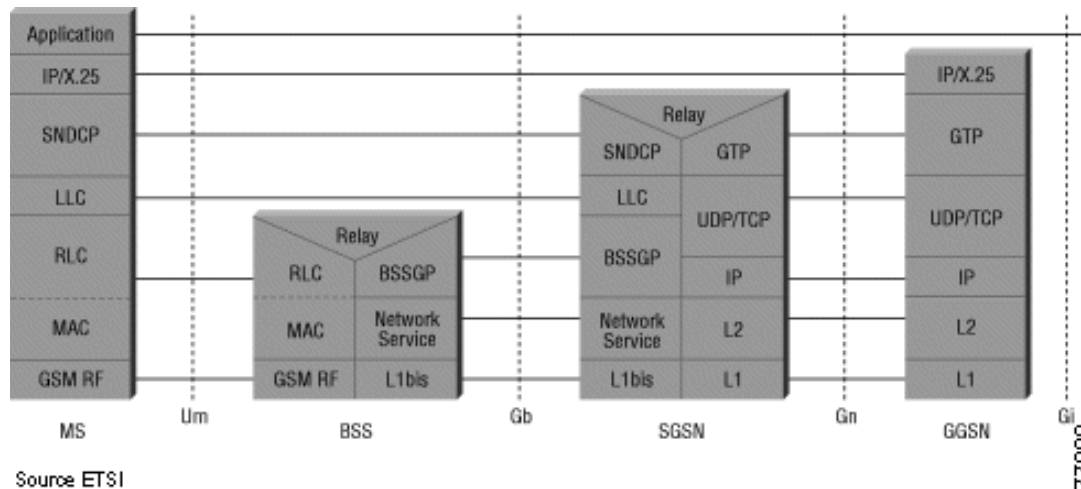 Application
IP/X.25
SNDCP
LLC
RLC
MAC
GSM RF
MS
Um
Relay
RLC
BSSGP
MAC
Network
Service
GSM RF
L1bis
BSS
Gb
Relay
SNDCP
GTP
LLC
UDP/TCP
BSSGP
IP
Network
Service
L2
L1bis
L1
SGSN
Gn
IP/X.25
GTP
UDP/TCP
IP
L2
L1
GGSN
Gi
Source ETSI